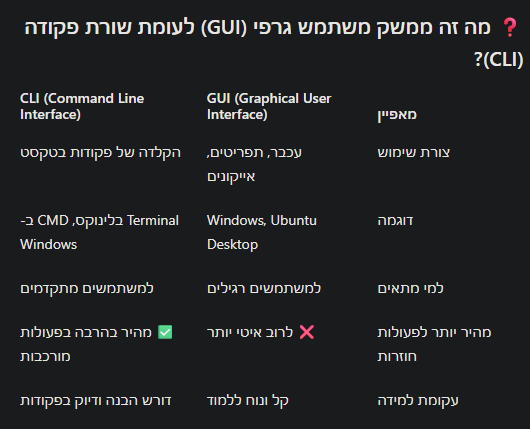 ❓ מה זה ממשק משתמש גרפי (GUI) לעומת שורת פקודה
(CLI)?
מאפיין
GUI (Graphical User
Interface)
CLI (Command Line
Interface)
צורת שימוש
עכבר, תפריטים,
אייקונים
הקלדה של פקודות בטקסט
דוגמה
Windows, Ubuntu
Desktop
Terminal בלינוקס, CMD ב-
Windows
למי מתאים
למשתמשים רגילים
למשתמשים מתקדמים
מהיר יותר לפעולות
חוזרות
❌ לרוב איטי יותר
✅ מהיר בהרבה בפעולות
מורכבות
עקומת למידה
קל ונוח ללמוד
דורש הבנה ודיוק בפקודות